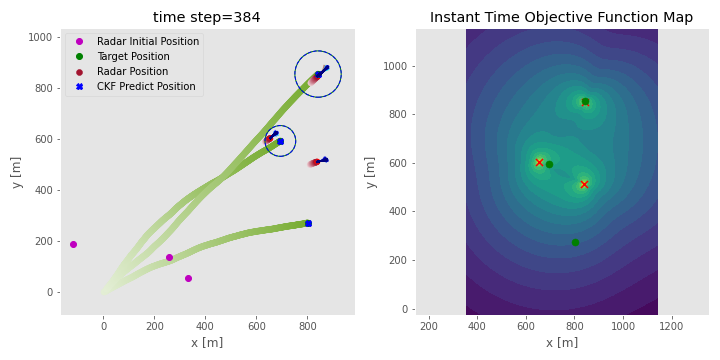 time step=384
1000
800
600
400
200
0
y [m]
Radar Initial Position
Target Position
Radar Position
CKF Predict Position
0
200
400
600
800
x [m]
Instant Time Objective Function Map
1000
800
600
400
200
0
y [m]
200
400
600
800
1000
1200
x [m]